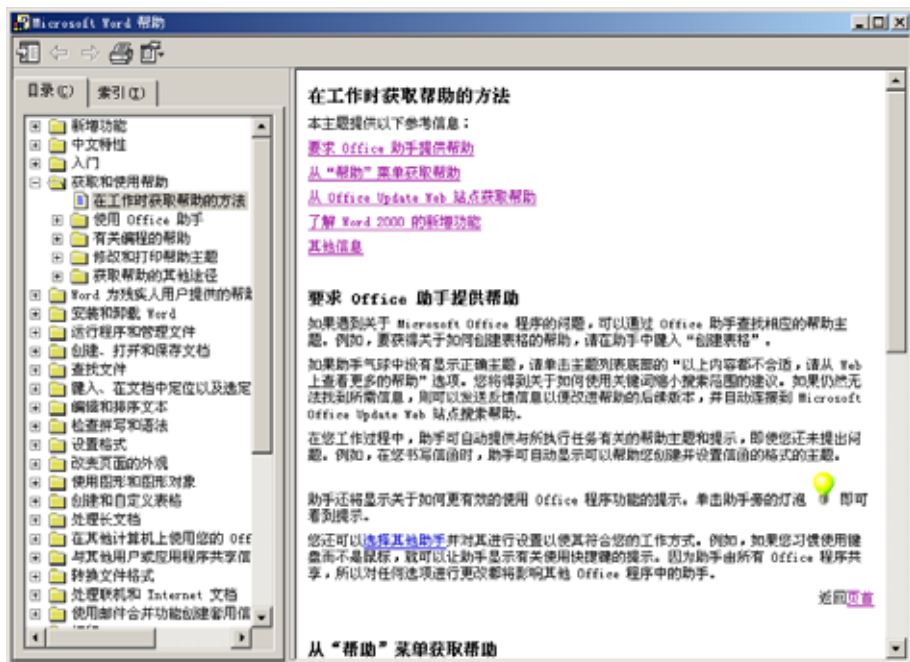 Microsoft Word 帮助
目录(C)
索引(I)
新增功能
中文特性
入门
获取和使用帮助
在工作时获取帮助的方法
使用 Office 助手
有关编程的帮助
修改和打印帮助主题
获取帮助的其他途径
Word 为残疾人用户提供的帮
安装和卸载 Word
运行程序和管理文件
创建、打开和保存文档
查找文件
键入、在文档中定位以及选定
编辑和排序文本
检查拼写和语法
设置格式
改变页面的外观
使用图形和图形对象
创建和自定义表格
处理长文档
在其他计算机上使用您的 Off
与其他用户或应用程序共享信
转换文件格式
处理联机和 Internet 文档
使用邮件合并功能创建套用信
在工作时获取帮助的方法
本主题提供以下参考信息：
要求 Office 助手提供帮助
从“帮助”菜单获取帮助
从 Office Update Web 站点获取帮助
了解 Word 2000 的新增功能
其他信息
要求 Office 助手提供帮助
如果遇到关于 Microsoft Office 程序的问题，可以通过 Office 助手查找相应的帮助主
题。例如，要获得关于如何创建表格的帮助，请在助手中键入“创建表格”。
如果助手气球中没有显示正确主题，请单击主题列表底部的“以上内容都不合适，请从 Web
上查看更多的帮助”选项。您将得到关于如何使用关键词缩小搜索范围的建议。如果仍然无
法找到所需信息，则可以发送反馈信息以便改进帮助的后续版本，并自动连接到 Microsoft
Office Update Web 站点搜索帮助。
在您工作过程中，助手可自动提供与所执行任务有关的帮助主题和提示，即使您还未提出问
题。例如，在您书写信函时，助手可自动显示可以帮助您创建并设置信函的格式的主题。
助手还将显示关于如何更有效的使用 Office 程序功能的提示。单击助手旁的灯泡 即可
看到提示。
您还可以选择其他助手并对其进行设置以使其符合您的工作方式。例如，如果您习惯使用键
盘而不是鼠标，就可以让助手显示有关使用快捷键的提示。因为助手由所有 Office 程序共
享，所以对任何选项进行更改都将影响其他 Office 程序中的助手。
返回页首
从“帮助”菜单获取帮助